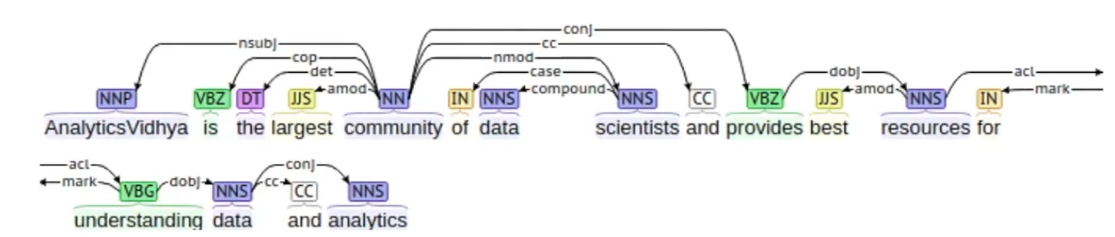 conj
nsubj cc
cop nmod
det case dobj acl
amod compound amod mark
NNP VBZ DT JJS NN IN NNS NNS CC VBZ JJS NNS IN
AnalyticsVidhya is the largest community of data scientists and provides best resources for
acl conj
mark dobj cc
VBG NNS CC NNS
understanding data and analytics